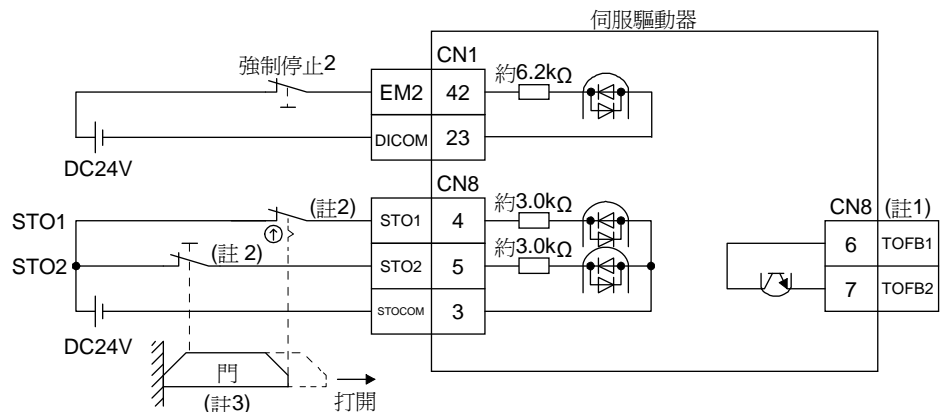 伺服驅動器
CN1
強制停止2
約6.2kΩ
EM2 42
DICOM 23
DC24V
CN8
STO1
(註2)
STO1 4
約3.0kΩ
CN8 (註1)
STO2
(註 2)
STO2 5
約3.0kΩ
6 TOFB1
7 TOFB2
STOCOM 3
DC24V
門
(註3)
打開